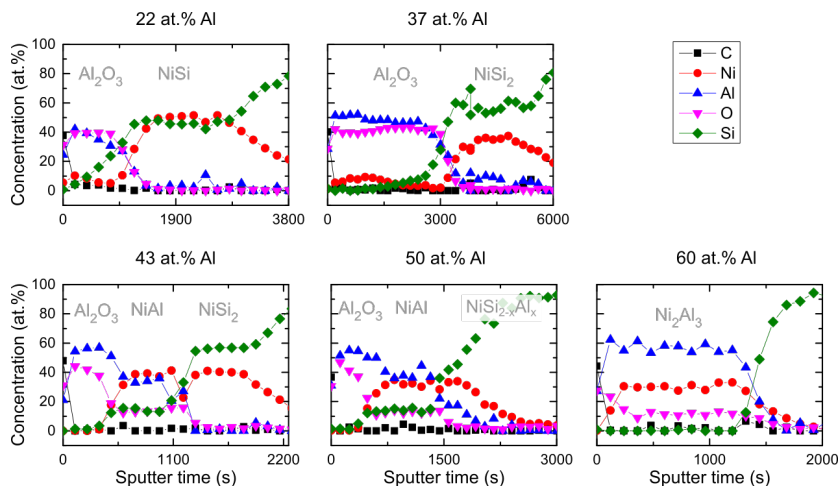 22 at.% Al
37 at.% Al
C
Ni
Al
O
Si
Concentration (at.%)
100
80
60
40
20
0
Al₂O₃
NiSi
0
1900
3800
Al₂O₃
NiSi₂
0
3000
6000
43 at.% Al
50 at.% Al
60 at.% Al
Concentration (at.%)
100
80
60
40
20
0
Al₂O₃
NiAl
NiSi₂
0
1100
2200
Sputter time (s)
Al₂O₃
NiAl
NiSi₂₋ₓAlₓ
0
1500
3000
Sputter time (s)
Ni₂Al₃
0
1000
2000
Sputter time (s)